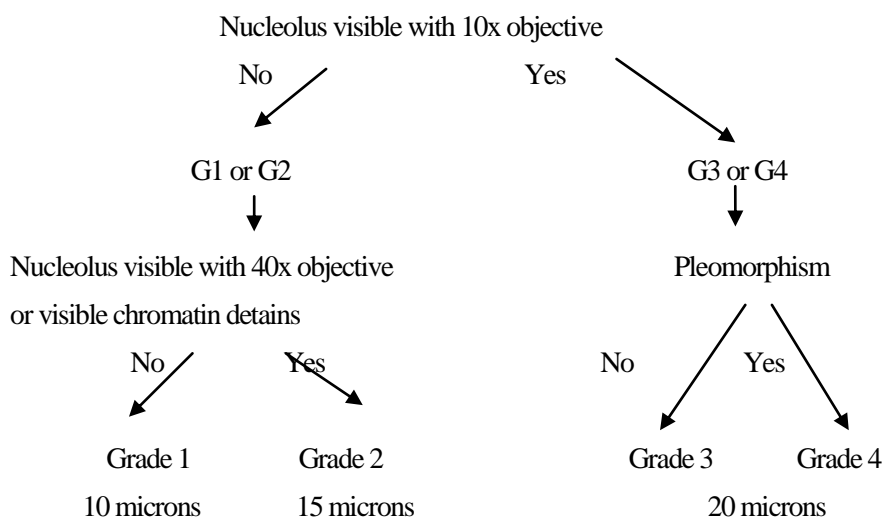 Nucleolus visible with 10x objective
No Yes
G1 or G2 G3 or G4
Nucleolus visible with 40x objective Pleomorphism
or visible chromatin detains
No Yes No Yes
Grade 1 Grade 2 Grade 3 Grade 4
10 microns 15 microns 20 microns